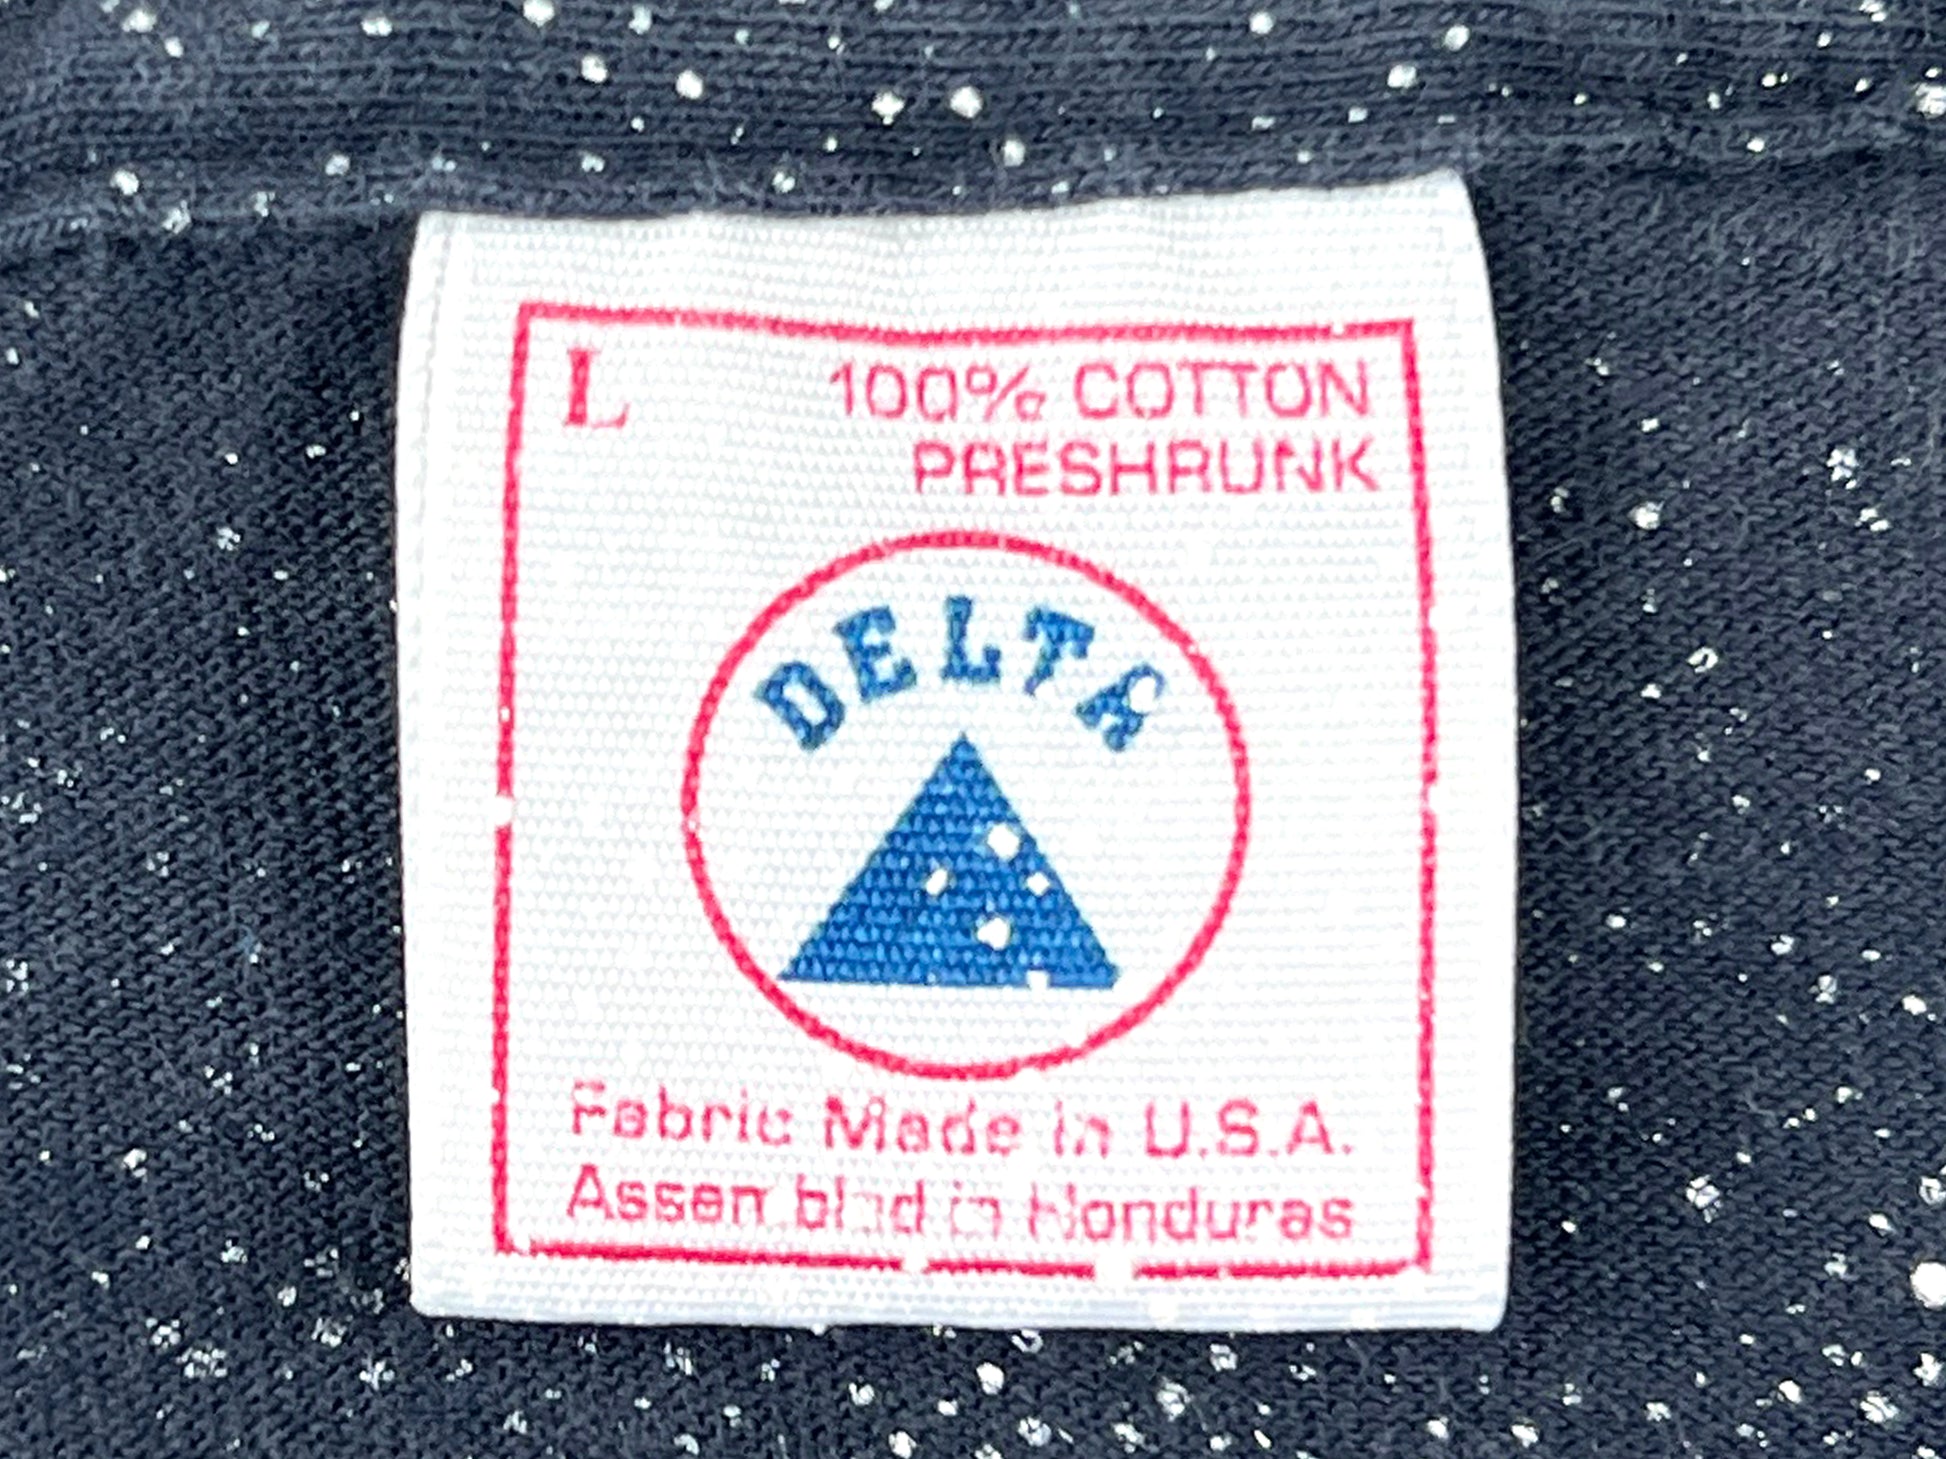 L
100% COTTON
PRESHRUNK
DELTA
Fabric Made in U.S.A.
Assembled in Honduras